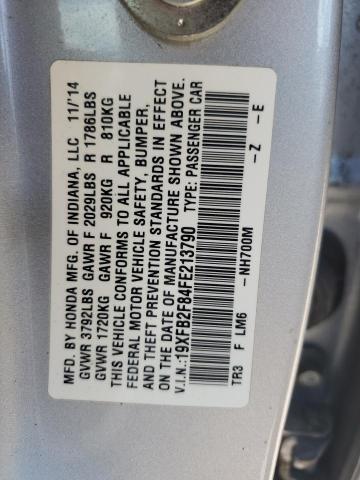 MFD. BY HONDA MFG. OF INDIANA, LLC 11/'14
GVWR 3792LBS GAWR F 2029LBS R 1786LBS
GVWR 1720KG GAWR F 920KG R 810KG
THIS VEHICLE CONFORMS TO ALL APPLICABLE
FEDERAL MOTOR VEHICLE SAFETY, BUMPER,
AND THEFT PREVENTION STANDARDS IN EFFECT
ON THE DATE OF MANUFACTURE SHOWN ABOVE.
V.I.N.:19XFB2F84FE213790 TYPE: PASSENGER CAR
TR3 F LM6 -NH700M -Z -E